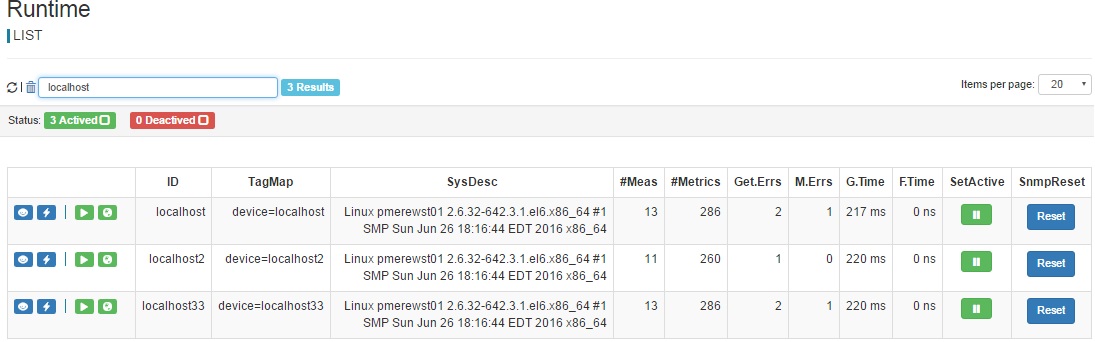 Runtime
LIST
localhost 3 Results Items per page: 20
Status: 3 Actived 0 Deactived
ID TagMap SysDesc #Meas #Metrics Get.Errs M.Errs G.Time F.Time SetActive SnmpReset
localhost device=localhost Linux pmerewst01 2.6.32-642.3.1.el6.x86_64 #1 13 286 2 1 217 ms 0 ns Reset
SMP Sun Jun 26 18:16:44 EDT 2016 x86_64
localhost2 device=localhost2 Linux pmerewst01 2.6.32-642.3.1.el6.x86_64 #1 11 260 1 0 220 ms 0 ns Reset
SMP Sun Jun 26 18:16:44 EDT 2016 x86_64
localhost33 device=localhost33 Linux pmerewst01 2.6.32-642.3.1.el6.x86_64 #1 13 286 2 1 220 ms 0 ns Reset
SMP Sun Jun 26 18:16:44 EDT 2016 x86_64